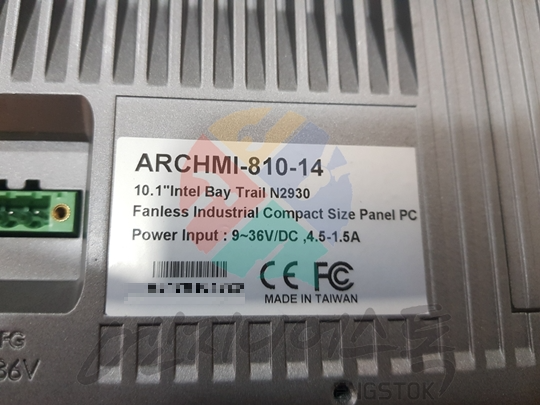 ARCHMI-810-14
10.1"Intel Bay Trail N2930
Fanless Industrial Compact Size Panel PC
Power Input : 9~36V/DC ,4.5-1.5A
CE FC
MADE IN TAIWAN
FG
36V
NGSTOK